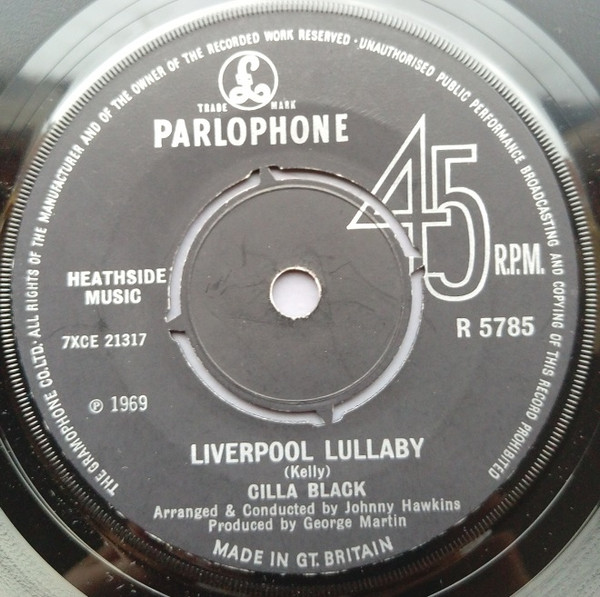 THE GRAMOPHONE CO.LTD. ALL RIGHTS OF THE MANUFACTURER AND OF THE OWNER OF THE RECORDED WORK RESERVED · UNAUTHORISED PUBLIC PERFORMANCE BROADCASTING AND COPYING OF THIS RECORD PROHIBITED
£
TRADE MARK
PARLOPHONE
45
R.P.M.
HEATHSIDE
MUSIC
R 5785
7XCE 21317
℗ 1969
LIVERPOOL LULLABY
(Kelly)
CILLA BLACK
Arranged & Conducted by Johnny Hawkins
Produced by George Martin
MADE IN GT. BRITAIN